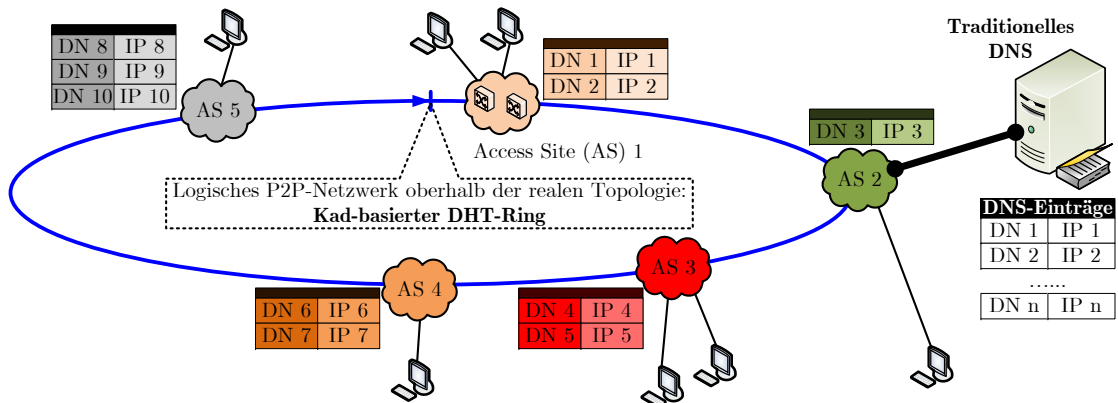 DN 8 IP 8
DN 9 IP 9
DN 10 IP 10
AS 5
DN 1 IP 1
DN 2 IP 2
Access Site (AS) 1
Traditionelles
DNS
DN 3 IP 3
AS 2
Logisches P2P-Netzwerk oberhalb der realen Topologie:
Kad-basierter DHT-Ring
DNS-Einträge
DN 1 IP 1
DN 2 IP 2
......
DN n IP n
AS 4
DN 6 IP 6
DN 7 IP 7
AS 3
DN 4 IP 4
DN 5 IP 5